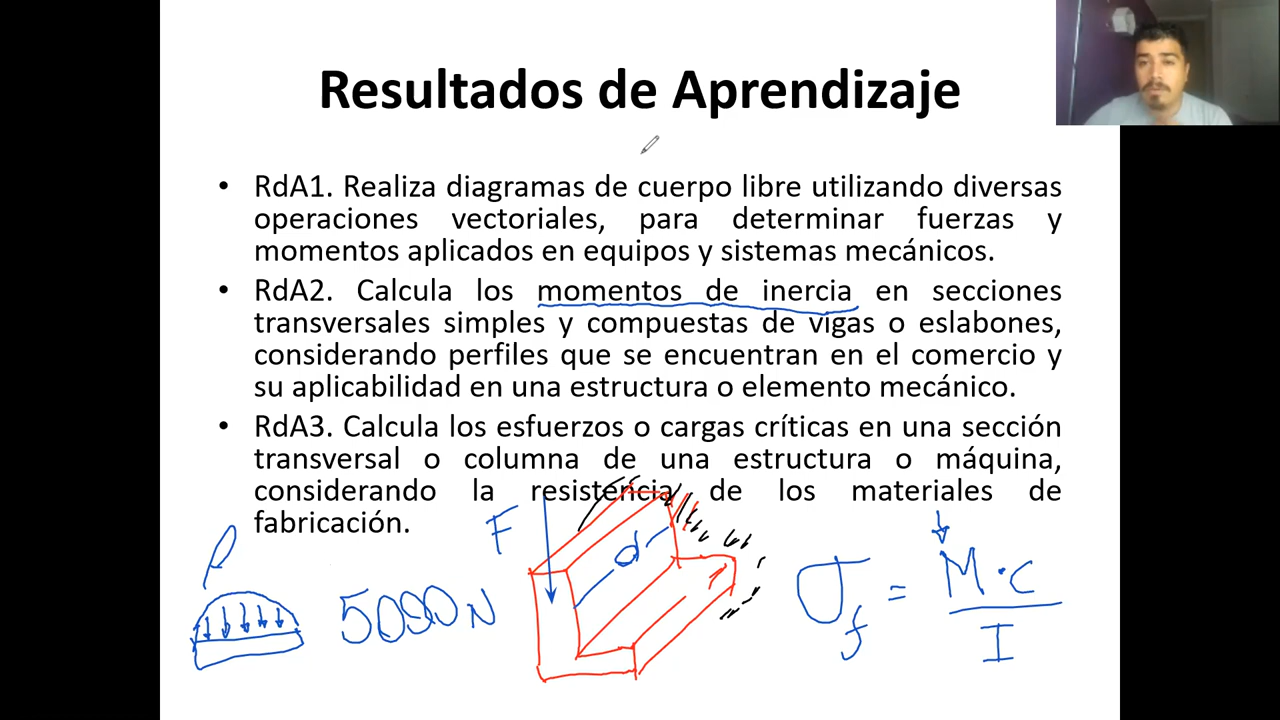 Resultados de Aprendizaje
• RdA1. Realiza diagramas de cuerpo libre utilizando diversas
operaciones vectoriales, para determinar fuerzas y
momentos aplicados en equipos y sistemas mecánicos.
• RdA2. Calcula los momentos de inercia en secciones
transversales simples y compuestas de vigas o eslabones,
considerando perfiles que se encuentran en el comercio y
su aplicabilidad en una estructura o elemento mecánico.
• RdA3. Calcula los esfuerzos o cargas críticas en una sección
transversal o columna de una estructura o máquina,
considerando la resistencia de los materiales de
fabricación.
F
d
σf = M·c / I